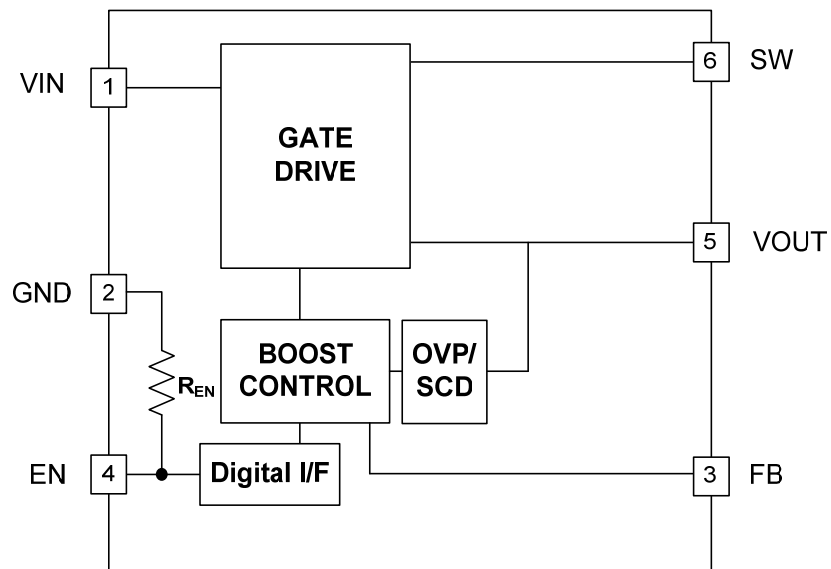 VIN
1
GATE
DRIVE
6
SW
5
VOUT
GND
2
REN
BOOST
CONTROL
OVP/
SCD
EN
4
Digital I/F
3
FB